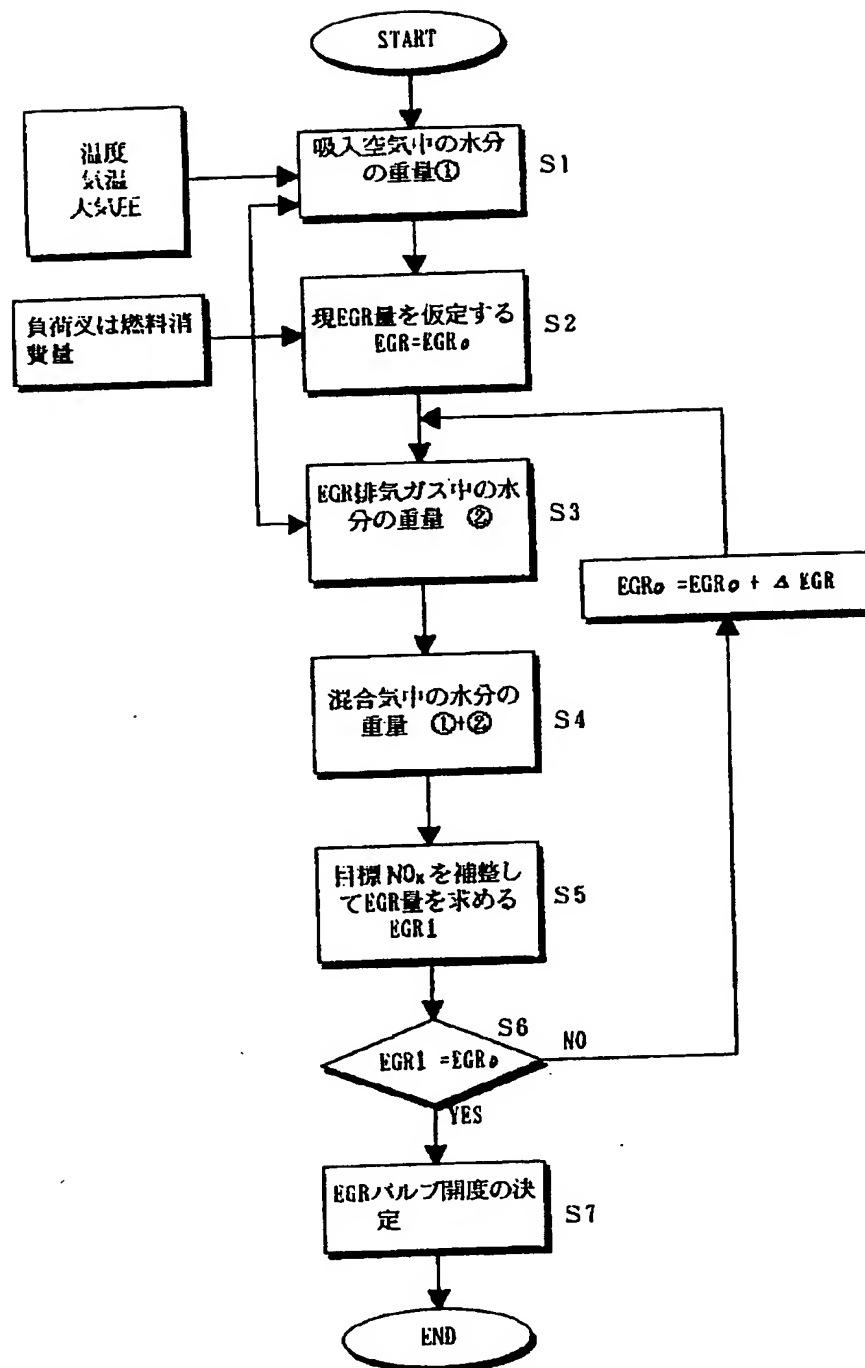 START
温度
気温
大気圧
吸入空気中の水分
の重量①
S1
負荷又は燃料消
費量
現EGR量を仮定する
EGR=EGR₀
S2
EGR排気ガス中の水
分の重量 ②
S3
EGR₀ =EGR₀ + Δ EGR
混合気中の水分の
重量 ①+②
S4
目標 NOₓを補整し
てEGR量を求める
EGR1
S5
S6
EGR1 =EGR₀
NO
YES
EGRバルブ開度の決
定
S7
END